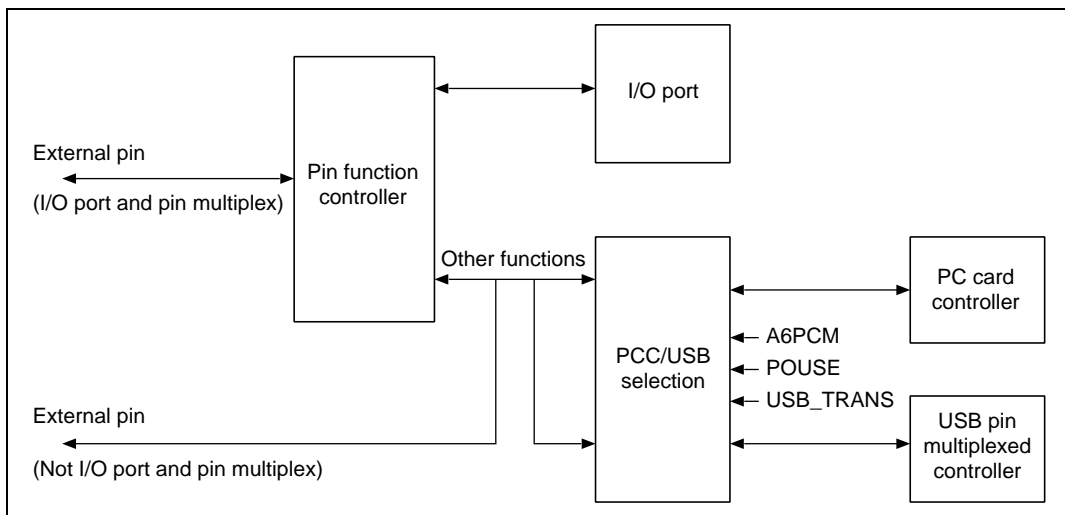 I/O port
External pin
(I/O port and pin multiplex)
Pin function
controller
Other functions
PCC/USB
selection
PC card
controller
A6PCM
POUSE
USB_TRANS
External pin
(Not I/O port and pin multiplex)
USB pin
multiplexed
controller